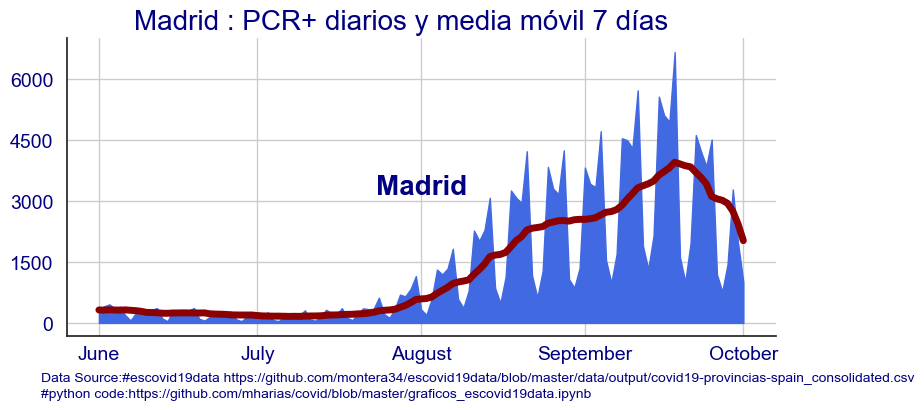 Madrid : PCR+ diarios y media móvil 7 días
6000
4500
3000
1500
0
Madrid
June July August September October
Data Source:#escovid19data https://github.com/montera34/escovid19data/blob/master/data/output/covid19-provincias-spain_consolidated.csv
#python code:https://github.com/mharias/covid/blob/master/graficos_escovid19data.ipynb